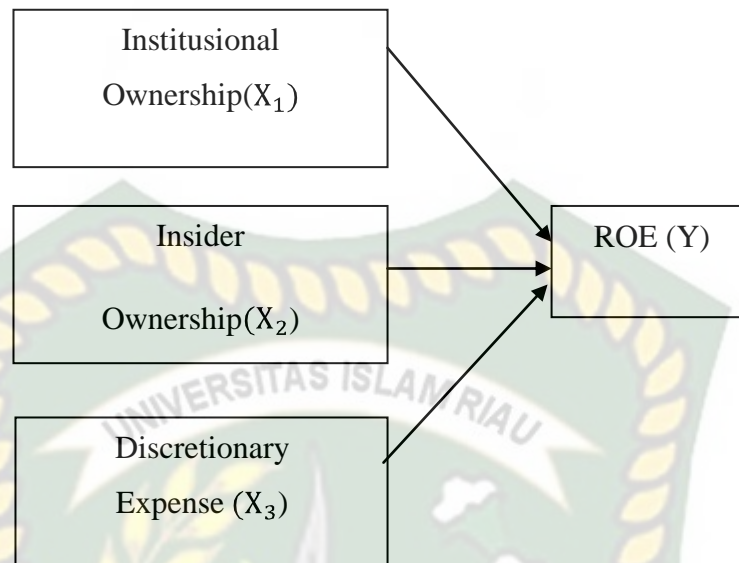 Institusional
Ownership(X₁)
Insider
Ownership(X₂)
Discretionary
Expense (X₃)
ROE (Y)
UNIVERSITAS ISLAM RIAU